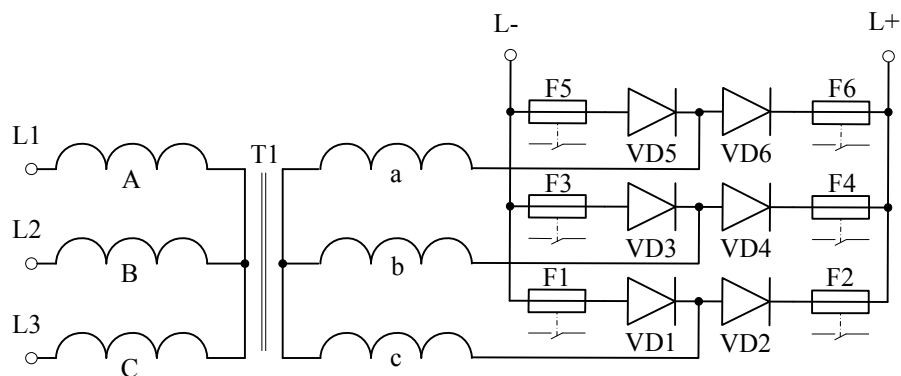 L- L+
F5 F6
L1 T1
VD5 VD6
A a
F3 F4
L2
VD3 VD4
B b
F1 F2
L3
VD1 VD2
C c